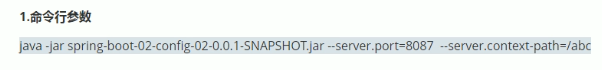 1.命令行参数
java -jar spring-boot-02-config-02-0.0.1-SNAPSHOT.jar --server.port=8087 --server.context-path=/abc